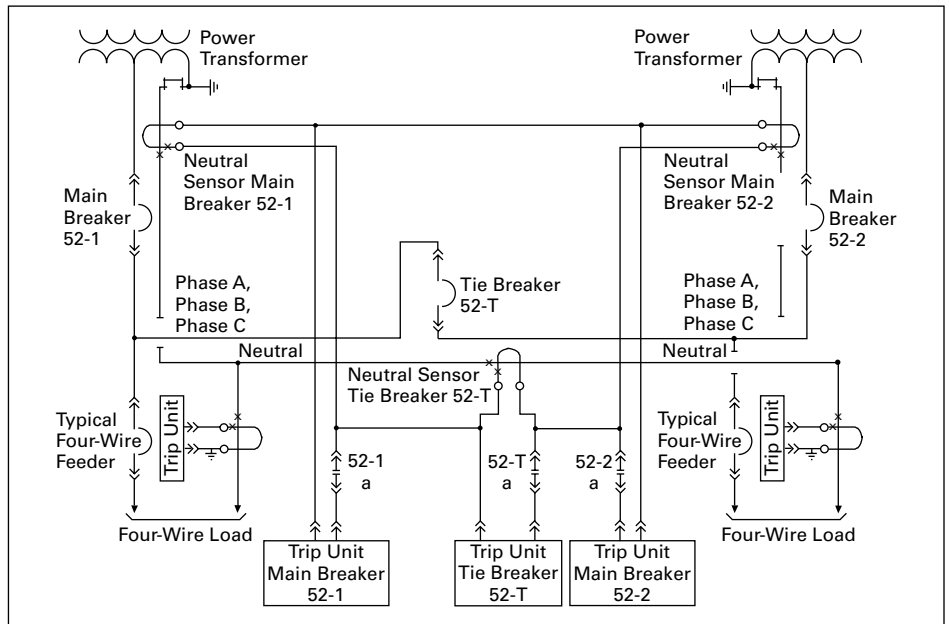 Power
Transformer
Power
Transformer
Neutral
Sensor Main
Breaker 52-1
Neutral
Sensor Main
Breaker 52-2
Main
Breaker
52-1
Main
Breaker
52-2
Phase A,
Phase B,
Phase C
Tie Breaker
52-T
Phase A,
Phase B,
Phase C
Neutral
Neutral
Neutral Sensor
Tie Breaker 52-T
Typical
Four-Wire
Feeder
Trip Unit
Typical
Four-Wire
Feeder
Trip Unit
52-1
a
52-T
a
52-2
a
Four-Wire Load
Four-Wire Load
Trip Unit
Main Breaker
52-1
Trip Unit
Tie Breaker
52-T
Trip Unit
Main Breaker
52-2